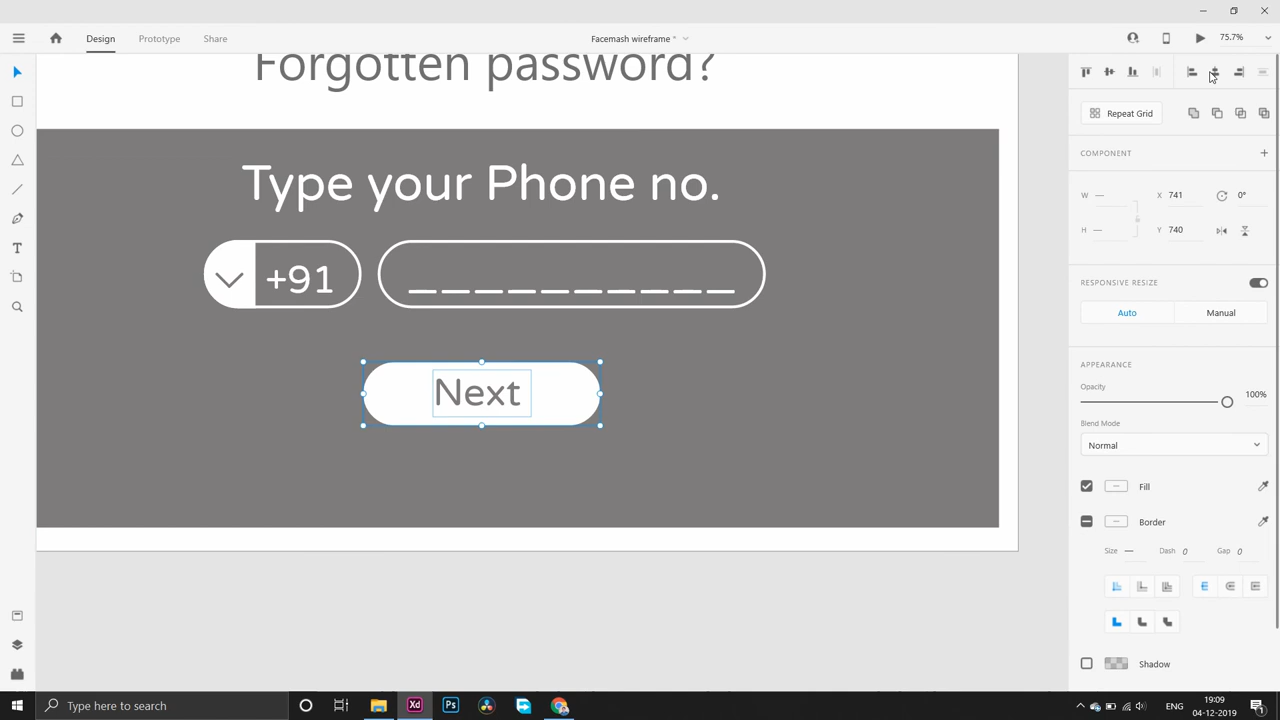 Design
Prototype
Share
Facemash wireframe *
75.7%
Forgotten password?
Repeat Grid
Type your Phone no.
COMPONENT
W
X 741
0°
H
Y 740
+91
RESPONSIVE RESIZE
Auto
Manual
APPEARANCE
Opacity
100%
Next
Blend Mode
Normal
Fill
Border
Size
Dash 0
Gap 0
Shadow
Type here to search
Xd
Ps
ENG
19:09
04-12-2019